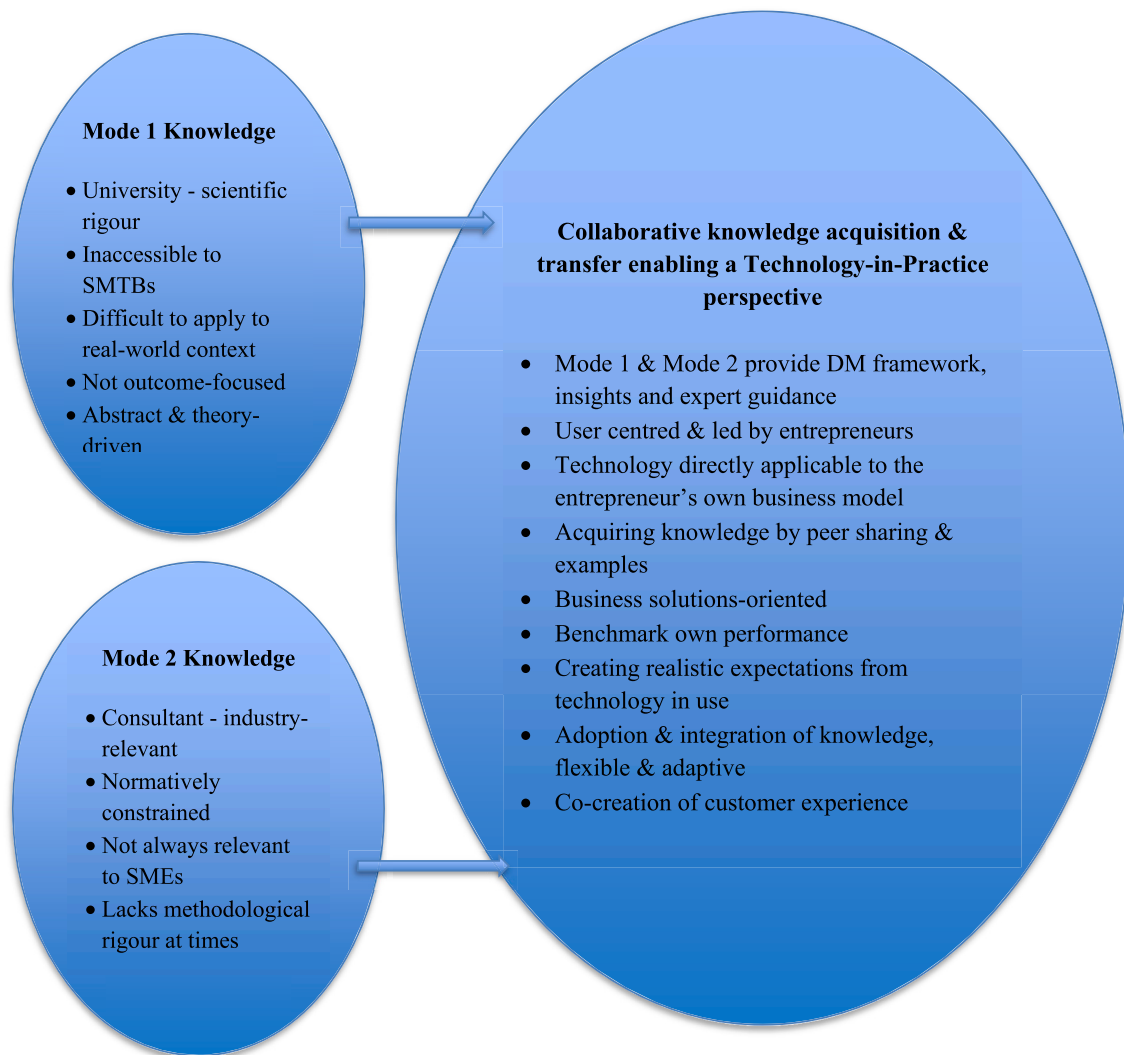 Mode 1 Knowledge
• University - scientific
rigour
• Inaccessible to
SMTBs
• Difficult to apply to
real-world context
• Not outcome-focused
• Abstract & theory-
driven
Mode 2 Knowledge
• Consultant - industry-
relevant
• Normatively
constrained
• Not always relevant
to SMEs
• Lacks methodological
rigour at times
Collaborative knowledge acquisition &
transfer enabling a Technology-in-Practice
perspective
• Mode 1 & Mode 2 provide DM framework,
insights and expert guidance
• User centred & led by entrepreneurs
• Technology directly applicable to the
entrepreneur’s own business model
• Acquiring knowledge by peer sharing &
examples
• Business solutions-oriented
• Benchmark own performance
• Creating realistic expectations from
technology in use
• Adoption & integration of knowledge,
flexible & adaptive
• Co-creation of customer experience